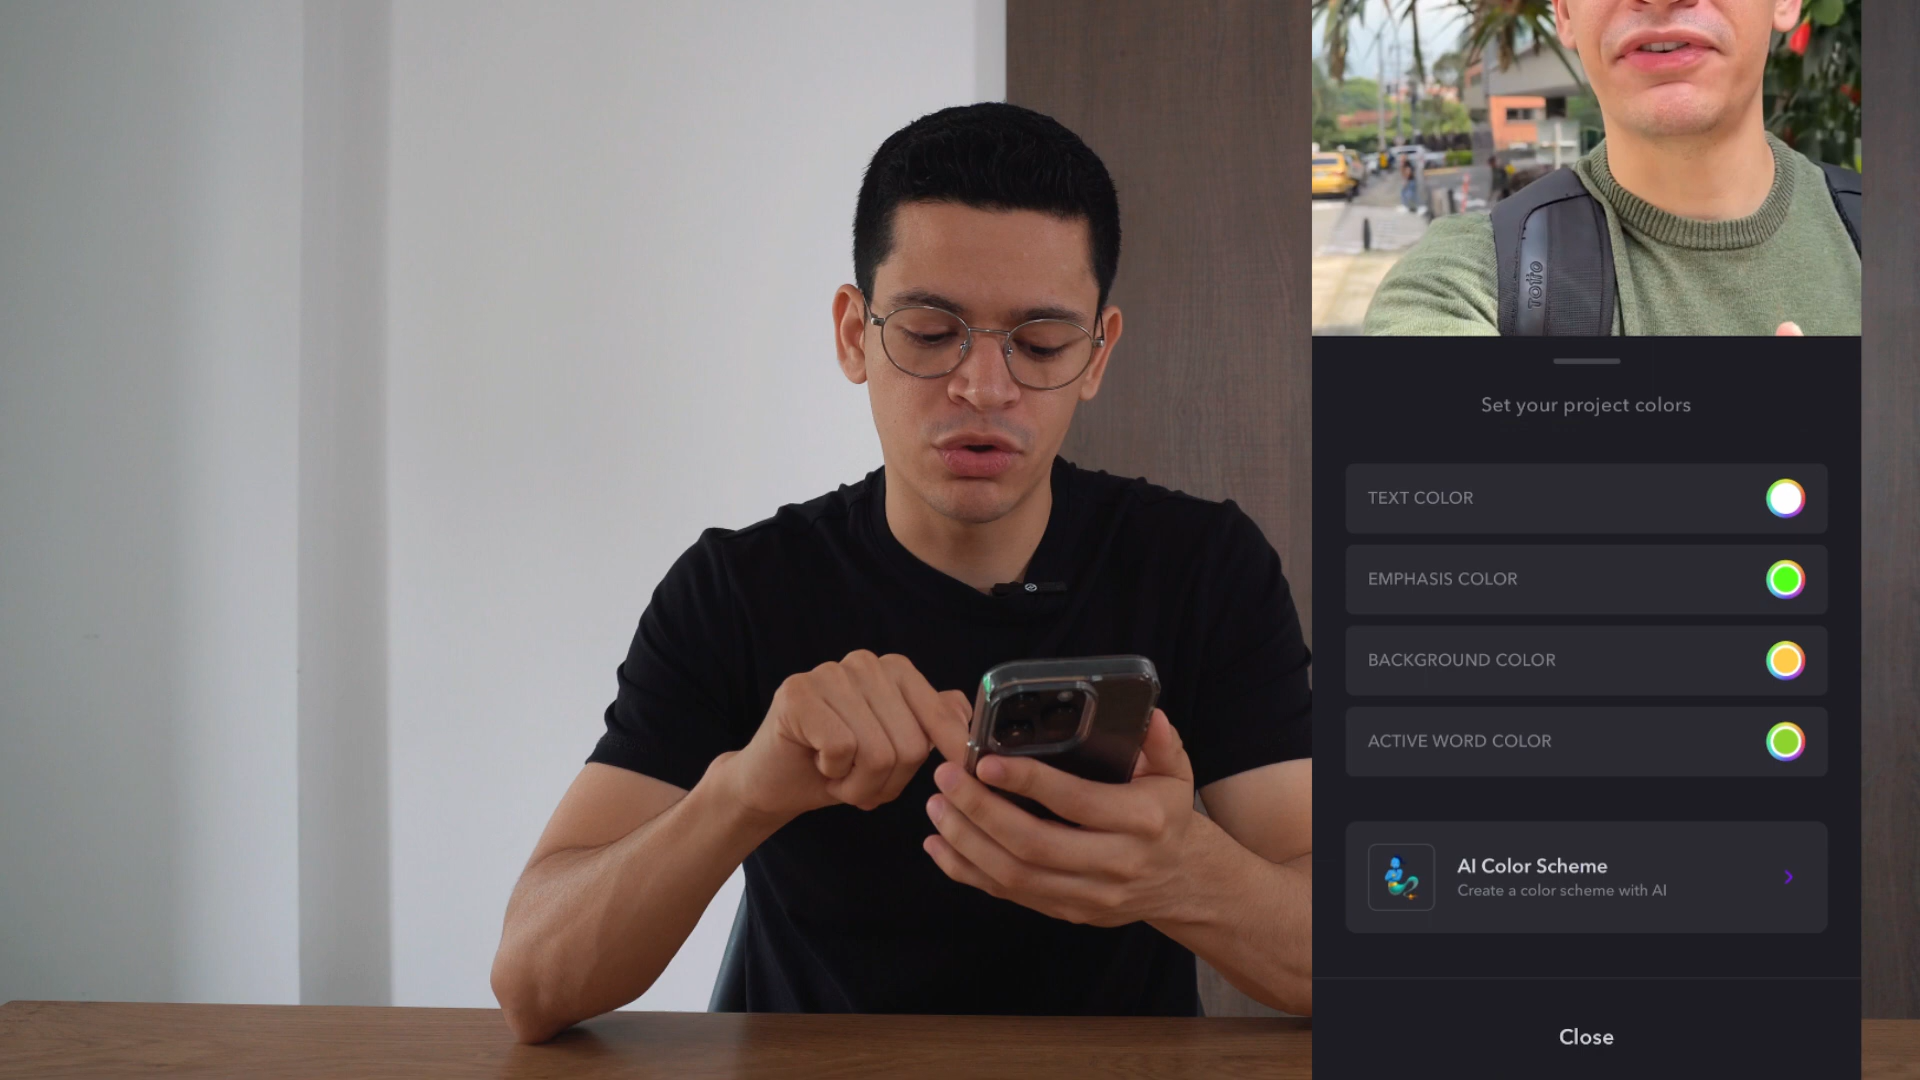 Totto
Set your project colors
TEXT COLOR
EMPHASIS COLOR
BACKGROUND COLOR
ACTIVE WORD COLOR
AI Color Scheme
Create a color scheme with AI
Close